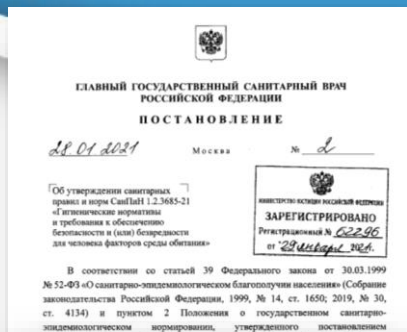 ГЛАВНЫЙ ГОСУДАРСТВЕННЫЙ САНИТАРНЫЙ ВРАЧ
РОССИЙСКОЙ ФЕДЕРАЦИИ
ПОСТАНОВЛЕНИЕ
28.01.2021 Москва № 2
Об утверждении санитарных
правил и норм СанПиН 1.2.3685-21
«Гигиенические нормативы
и требования к обеспечению
безопасности и (или) безвредности
для человека факторов среды обитания»
МИНИСТЕРСТВО ЮСТИЦИИ РОССИЙСКОЙ ФЕДЕРАЦИИ
ЗАРЕГИСТРИРОВАНО
Регистрационный № 62296
от "29 января 2021.
В соответствии со статьей 39 Федерального закона от 30.03.1999
№ 52-ФЗ «О санитарно-эпидемиологическом благополучии населения» (Собрание
законодательства Российской Федерации, 1999, № 14, ст. 1650; 2019, № 30,
ст. 4134) и пунктом 2 Положения о государственном санитарно-
эпидемиологическом нормировании, утвержденного постановлением